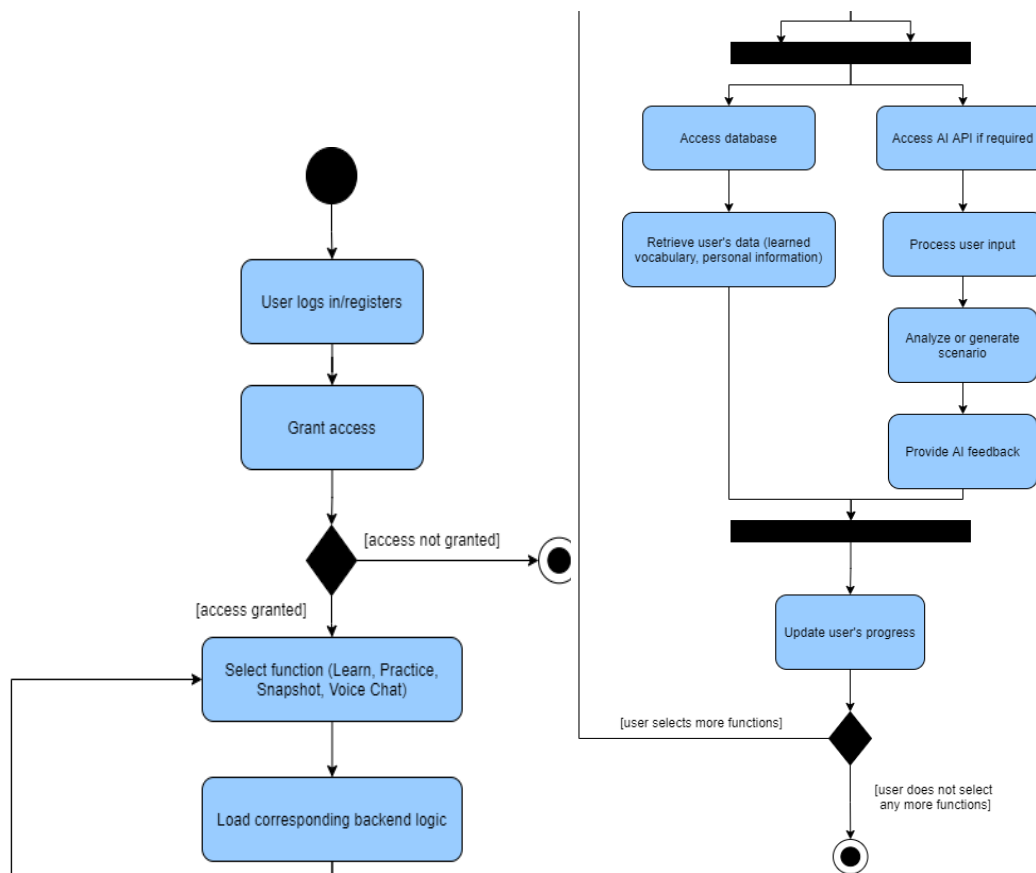 User logs in/registers
Grant access
[access not granted]
[access granted]
Select function (Learn, Practice,
Snapshot, Voice Chat)
Load corresponding backend logic
Access database
Access AI API if required
Retrieve user's data (learned
vocabulary, personal information)
Process user input
Analyze or generate
scenario
Provide AI feedback
Update user's progress
[user selects more functions]
[user does not select
any more functions]